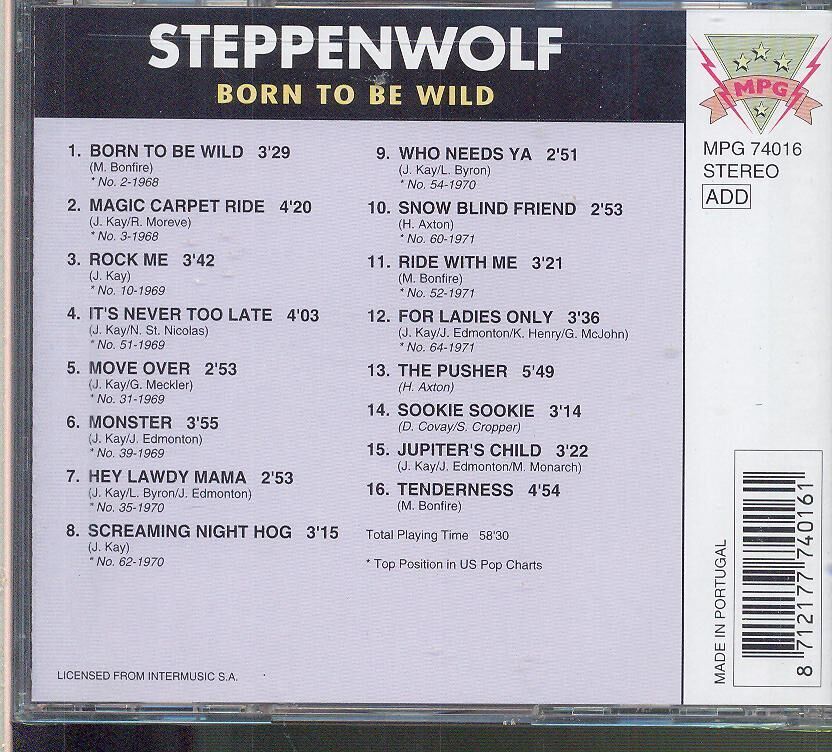 STEPPENWOLF
BORN TO BE WILD
1. BORN TO BE WILD 3'29
(M. Bonfire)
* No. 2-1968
2. MAGIC CARPET RIDE 4'20
(J. Kay/R. Moreve)
* No. 3-1968
3. ROCK ME 3'42
(J. Kay)
* No. 10-1969
4. IT'S NEVER TOO LATE 4'03
(J. Kay/N. St. Nicolas)
* No. 51-1969
5. MOVE OVER 2'53
(J. Kay/G. Meckler)
* No. 31-1969
6. MONSTER 3'55
(J. Kay/J. Edmonton)
* No. 39-1969
7. HEY LAWDY MAMA 2'53
(J. Kay/L. Byron/J. Edmonton)
* No. 35-1970
8. SCREAMING NIGHT HOG 3'15
(J. Kay)
* No. 62-1970
9. WHO NEEDS YA 2'51
(J. Kay/L. Byron)
* No. 54-1970
10. SNOW BLIND FRIEND 2'53
(H. Axton)
* No. 60-1971
11. RIDE WITH ME 3'21
(M. Bonfire)
* No. 52-1971
12. FOR LADIES ONLY 3'36
(J. Kay/J. Edmonton/K. Henry/G. McJohn)
* No. 64-1971
13. THE PUSHER 5'49
(H. Axton)
14. SOOKIE SOOKIE 3'14
(D. Covay/S. Cropper)
15. JUPITER'S CHILD 3'22
(J. Kay/J. Edmonton/M. Monarch)
16. TENDERNESS 4'54
(M. Bonfire)
Total Playing Time 58'30
* Top Position in US Pop Charts
LICENSED FROM INTERMUSIC S.A.
MPG
MPG 74016
STEREO
ADD
MADE IN PORTUGAL
8 712177 740161